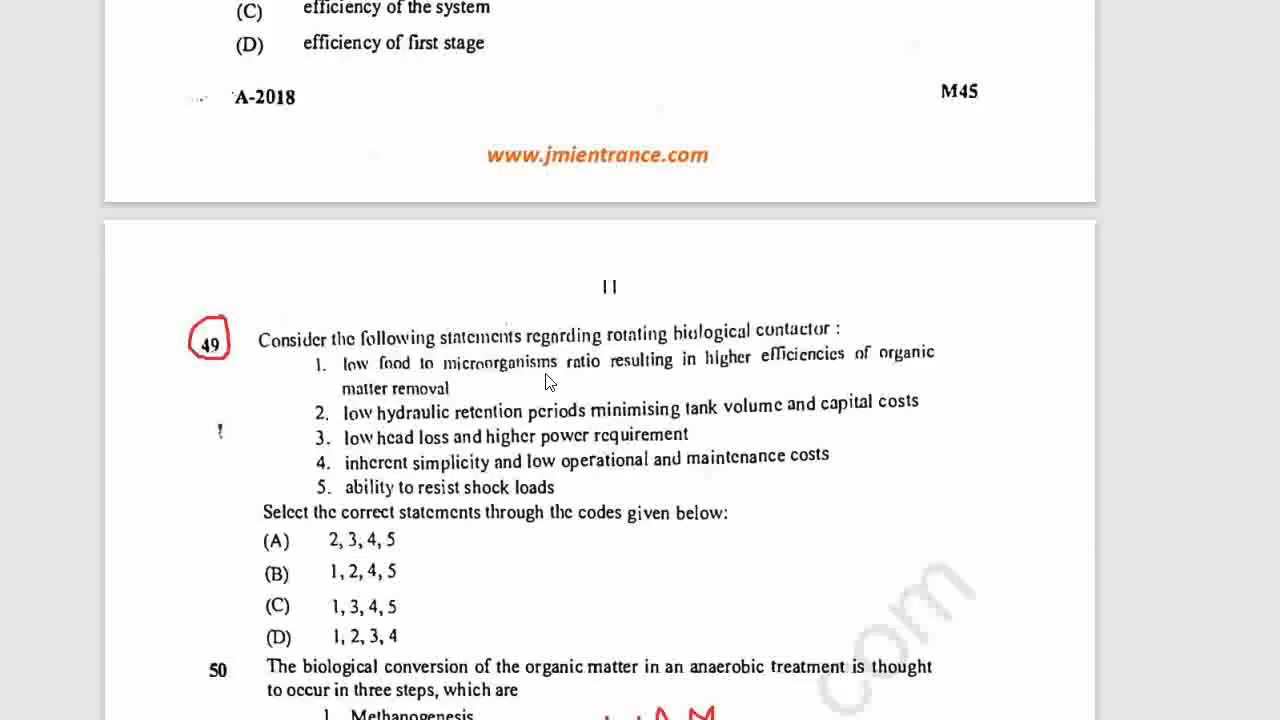 (C) efficiency of the system
(D) efficiency of first stage
A-2018 M45
www.jmientrance.com
11
49 Consider the following statements regarding rotating biological contactor :
1. low food to microorganisms ratio resulting in higher efficiencies of organic
matter removal
2. low hydraulic retention periods minimising tank volume and capital costs
3. low head loss and higher power requirement
4. inherent simplicity and low operational and maintenance costs
5. ability to resist shock loads
Select the correct statements through the codes given below:
(A) 2, 3, 4, 5
(B) 1, 2, 4, 5
(C) 1, 3, 4, 5
(D) 1, 2, 3, 4
50 The biological conversion of the organic matter in an anaerobic treatment is thought
to occur in three steps, which are
1. Methanogenesis
com